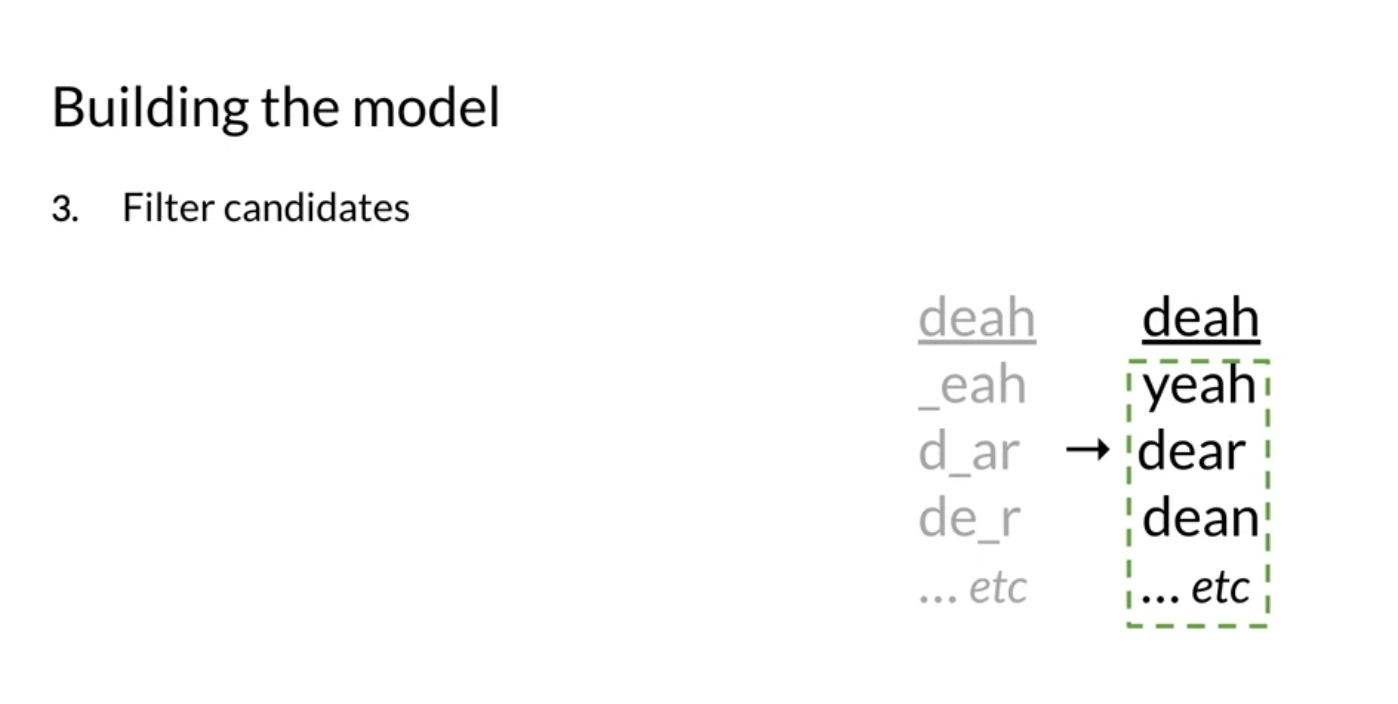 Building the model
3. Filter candidates
deah deah
_eah yeah
d_ar → dear
de_r dean
... etc ... etc